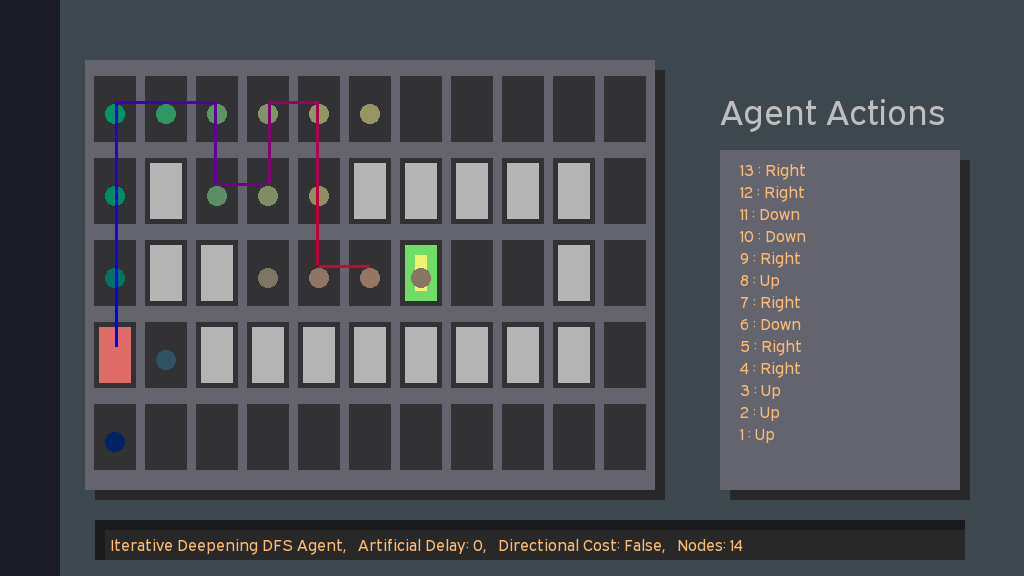 Agent Actions
13 : Right
12 : Right
11 : Down
10 : Down
9 : Right
8 : Up
7 : Right
6 : Down
5 : Right
4 : Right
3 : Up
2 : Up
1 : Up
Iterative Deepening DFS Agent,   Artificial Delay: 0,   Directional Cost: False,   Nodes: 14